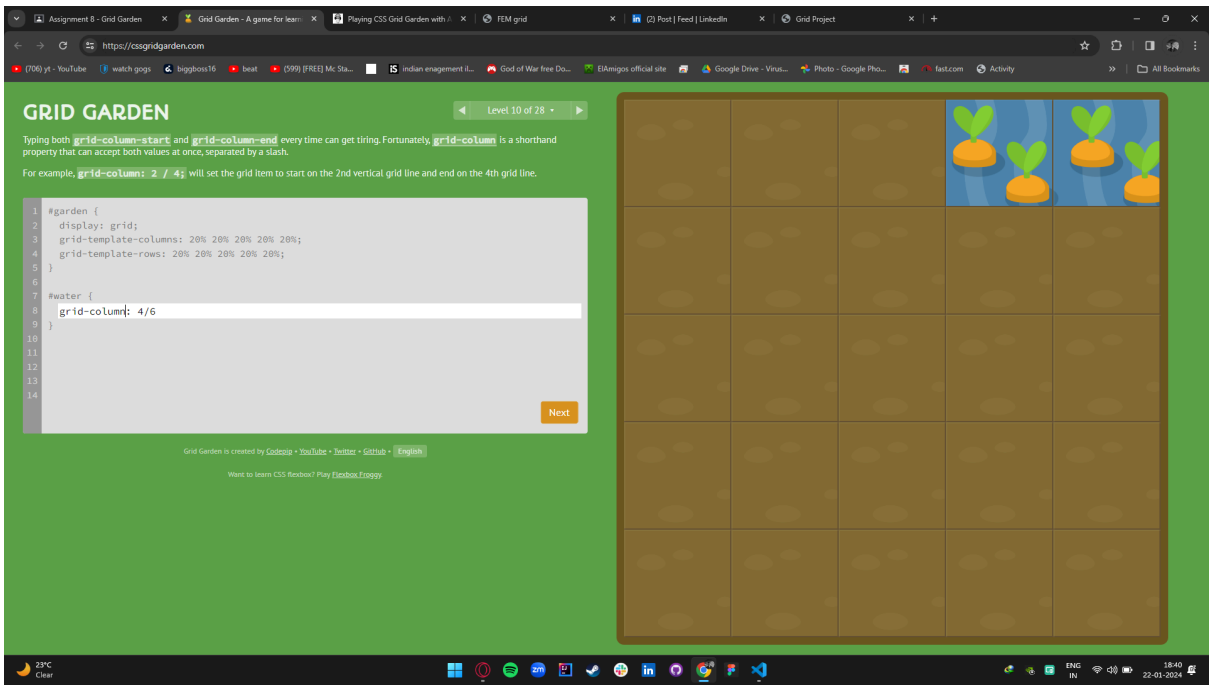 Assignment 8 - Grid Garden
Grid Garden - A game for learn
Playing CSS Grid Garden with A
FEM grid
(2) Post | Feed | LinkedIn
Grid Project
https://cssgridgarden.com
(706) yt - YouTube
watch gogs
biggboss16
beat
(599) [FREE] Mc Sta...
indian enagement il...
God of War free Do...
ElAmigos official site
Google Drive - Virus...
Photo - Google Pho...
fast.com
Activity
All Bookmarks
GRID GARDEN
Level 10 of 28
Typing both grid-column-start and grid-column-end every time can get tiring. Fortunately, grid-column is a shorthand
property that can accept both values at once, separated by a slash.
For example, grid-column: 2 / 4; will set the grid item to start on the 2nd vertical grid line and end on the 4th grid line.
1 #garden {
2 display: grid;
3 grid-template-columns: 20% 20% 20% 20% 20%;
4 grid-template-rows: 20% 20% 20% 20% 20%;
5 }
6
7 #water {
8 grid-column: 4/6
9 }
10
11
12
13
14
Next
Grid Garden is created by Codepip • YouTube • Twitter • GitHub • English
Want to learn CSS flexbox? Play Flexbox Froggy.
23°C
Clear
zm
in
ENG
IN
18:40
22-01-2024